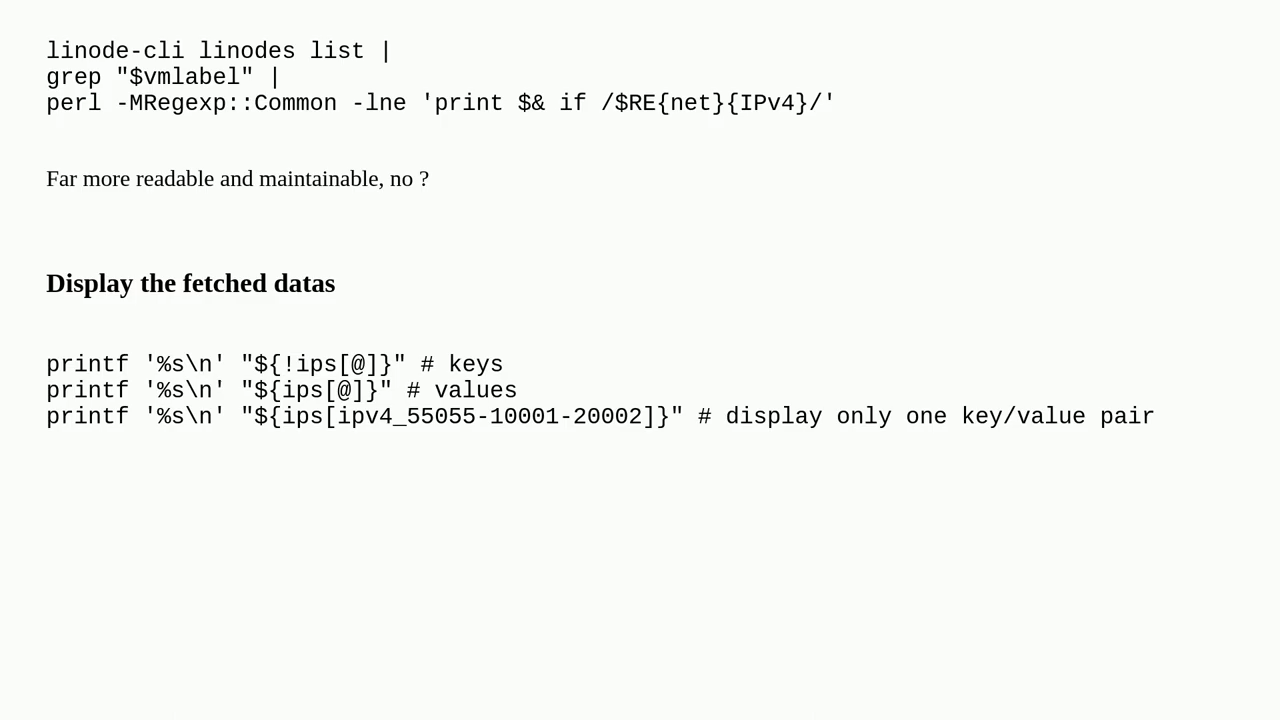 linode-cli linodes list |
grep "$vmlabel" |
perl -MRegexp::Common -lne 'print $& if /$RE{net}{IPv4}/'
Far more readable and maintainable, no ?
Display the fetched datas
printf '%s\n' "${!ips[@]}" # keys
printf '%s\n' "${ips[@]}" # values
printf '%s\n' "${ips[ipv4_55055-10001-20002]}" # display only one key/value pair